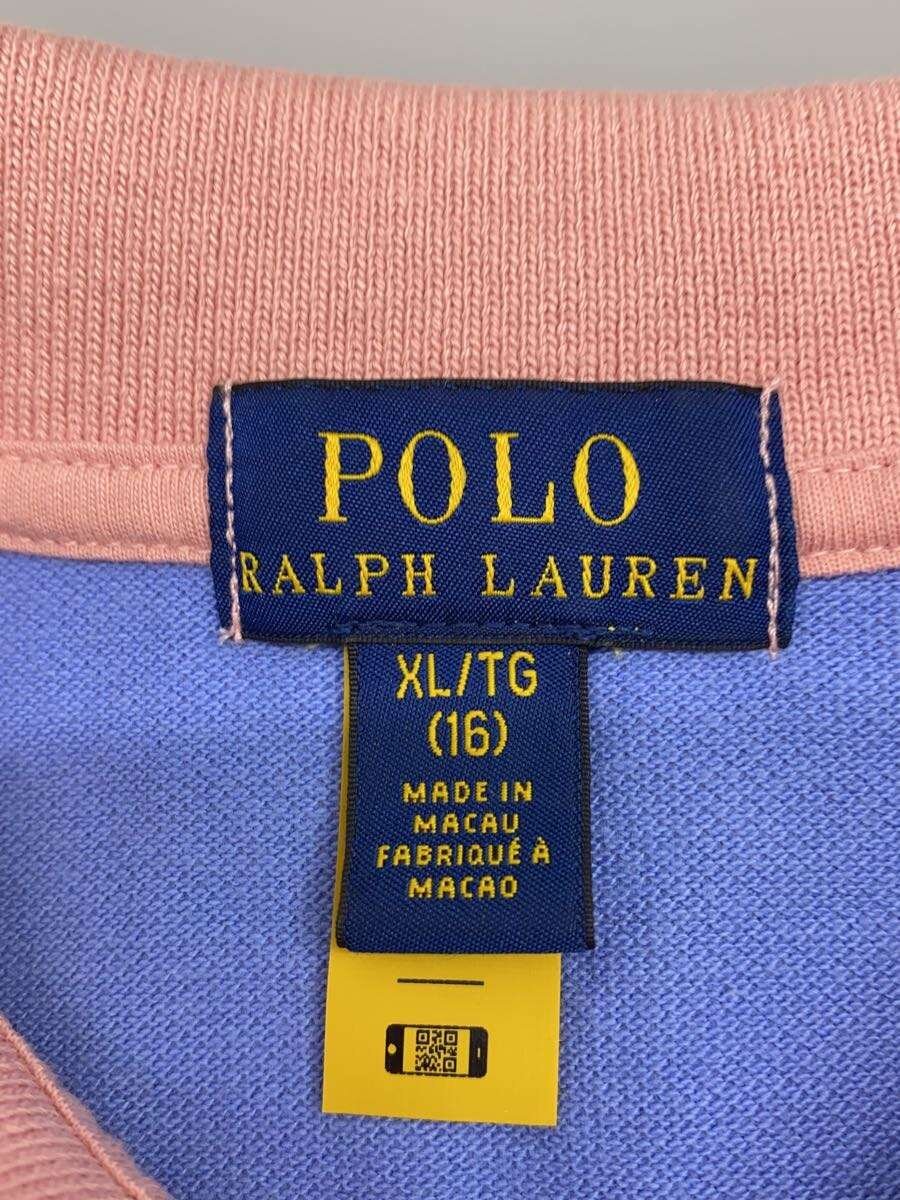 POLO
RALPH LAUREN
XL/TG
(16)
MADE IN
MACAU
FABRIQUÉ À
MACAO